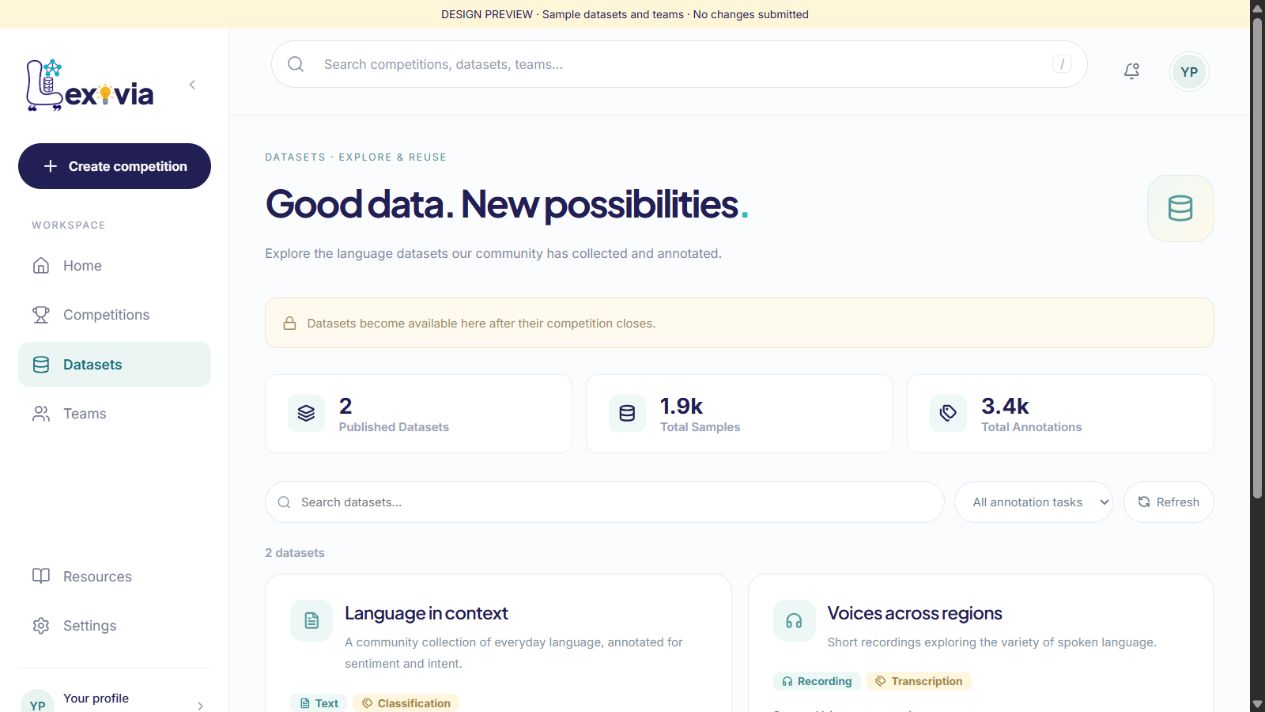 DESIGN PREVIEW · Sample datasets and teams · No changes submitted
Lexivia
Search competitions, datasets, teams...
/
YP
Create competition
WORKSPACE
Home
Competitions
Datasets
Teams
Resources
Settings
YP
Your profile
DATASETS · EXPLORE & REUSE
Good data. New possibilities.
Explore the language datasets our community has collected and annotated.
Datasets become available here after their competition closes.
2
Published Datasets
1.9k
Total Samples
3.4k
Total Annotations
Search datasets...
All annotation tasks
Refresh
2 datasets
Language in context
A community collection of everyday language, annotated for
sentiment and intent.
Text
Classification
Voices across regions
Short recordings exploring the variety of spoken language.
Recording
Transcription